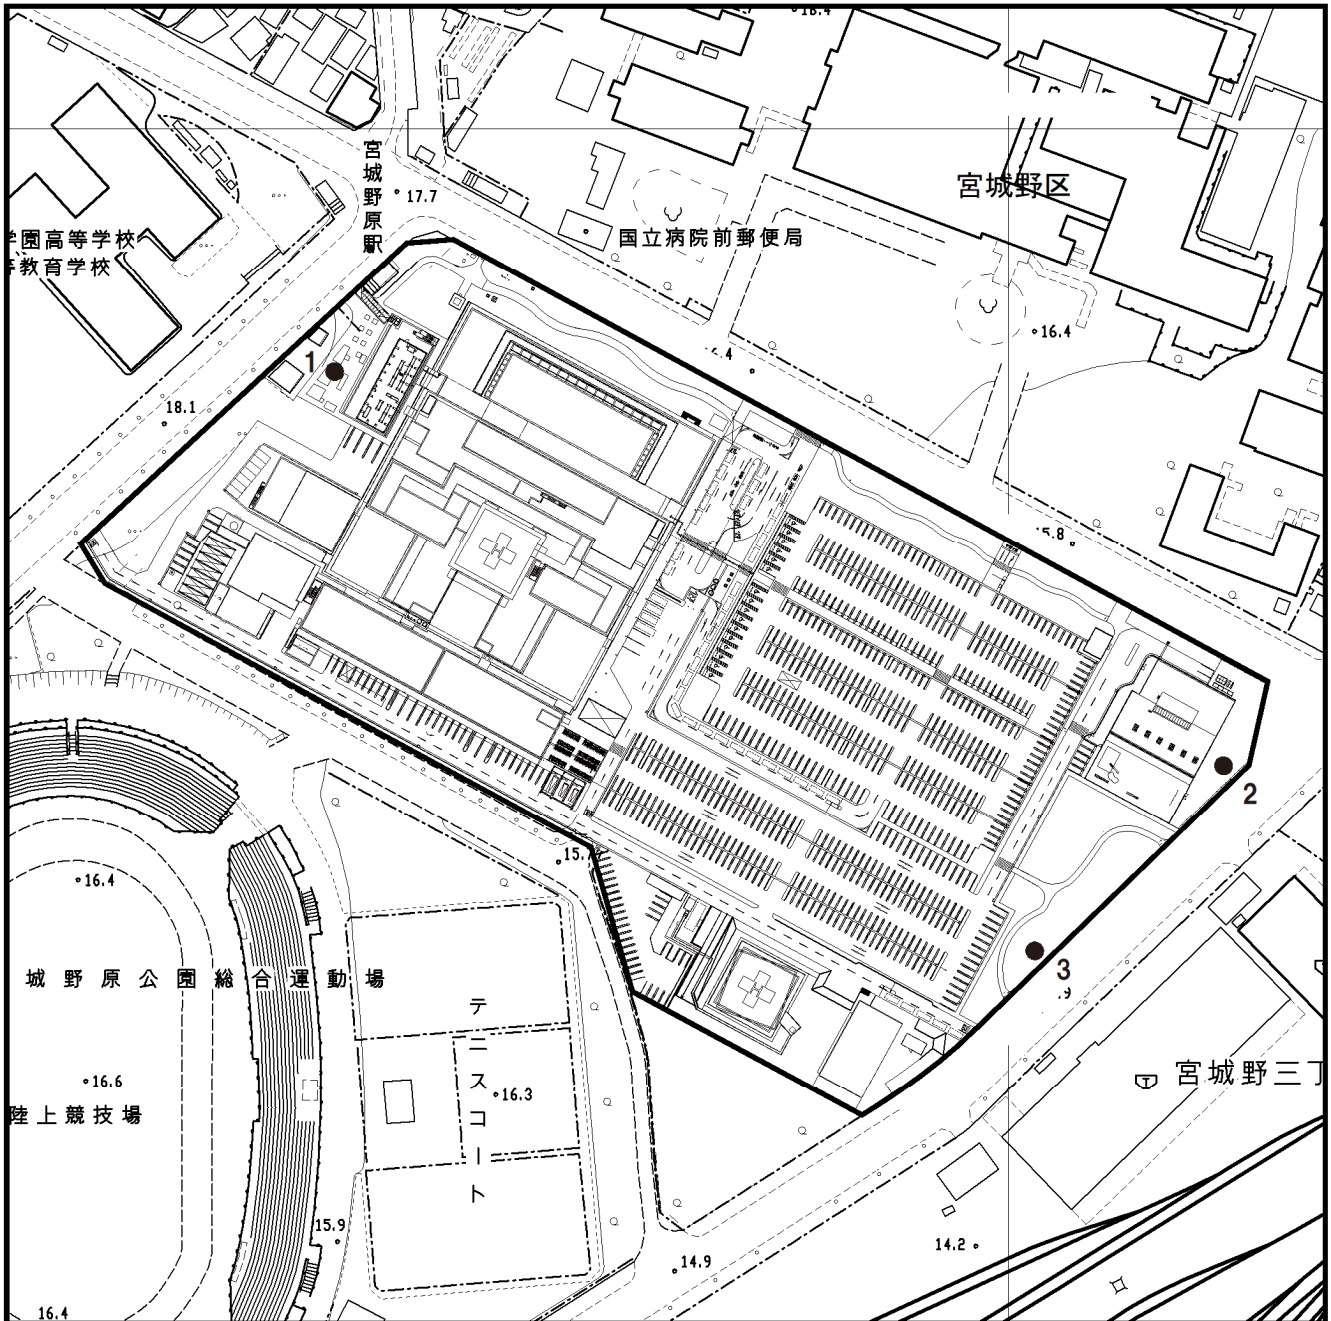 18.4
宮城野原駅
17.7
宮城野区
国立病院前郵便局
学園高等学校
等教育学校
16.4
1
18.1
15.8
2
16.4
3
城野原公園総合運動場
テニスコート
16.6
16.3
陸上競技場
宮城野三丁
15.9
14.2
14.9
16.4